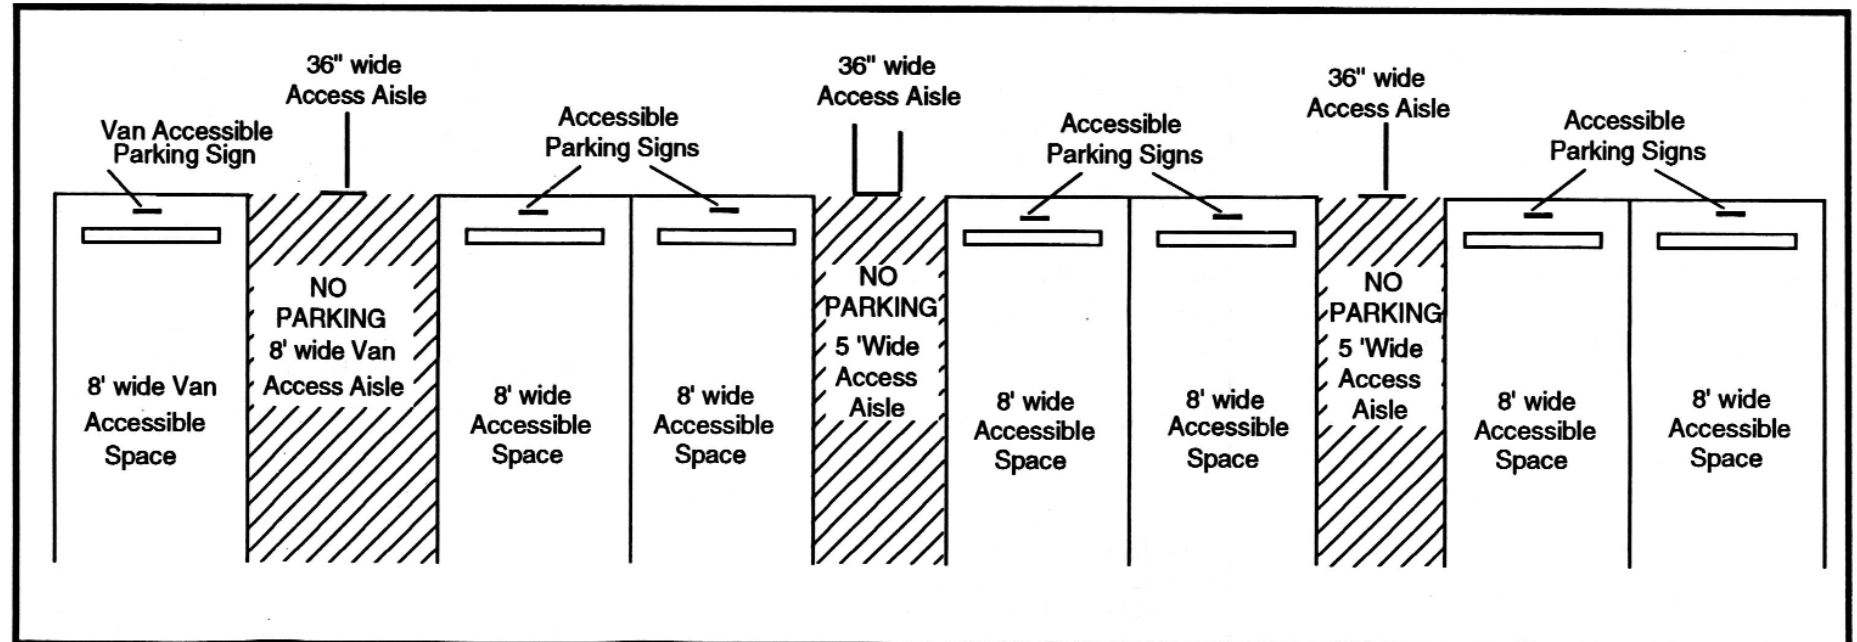 36" wide
Access Aisle
36" wide
Access Aisle
36" wide
Access Aisle
Van Accessible
Parking Sign
Accessible
Parking Signs
Accessible
Parking Signs
Accessible
Parking Signs
8' wide Van
Accessible
Space
NO
PARKING
8' wide Van
Access Aisle
8' wide
Accessible
Space
8' wide
Accessible
Space
NO
PARKING
5 'Wide
Access
Aisle
8' wide
Accessible
Space
8' wide
Accessible
Space
NO
PARKING
5 'Wide
Access
Aisle
8' wide
Accessible
Space
8' wide
Accessible
Space